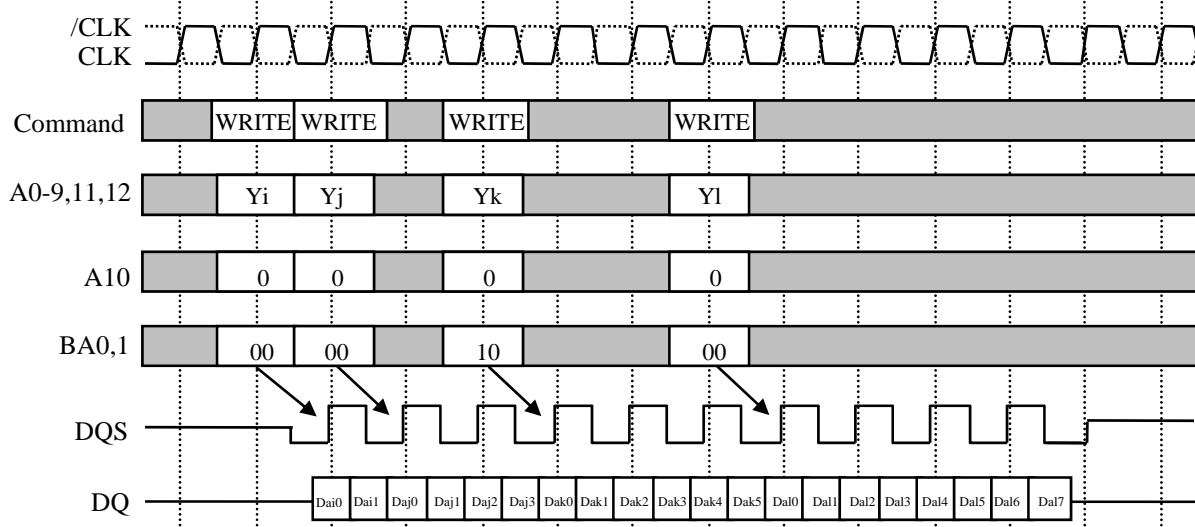 /CLK
CLK
Command WRITE WRITE WRITE WRITE
A0-9,11,12 Yi Yj Yk Yl
A10 0 0 0 0
BA0,1 00 00 10 00
DQS
DQ Dai0 Dai1 Daj0 Daj1 Daj2 Daj3 Dak0 Dak1 Dak2 Dak3 Dak4 Dak5 Dal0 Dal1 Dal2 Dal3 Dal4 Dal5 Dal6 Dal7